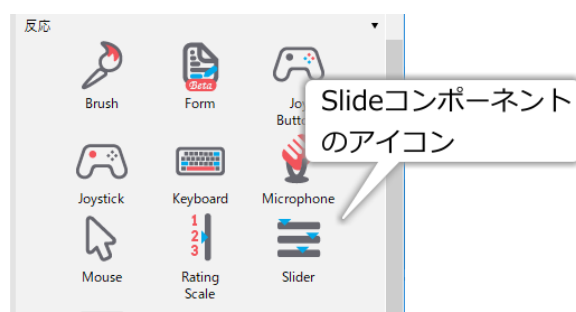 反応
Brush
Form
Beta
Joy
Butto
Slideコンポーネント
のアイコン
Joystick
Keyboard
Microphone
1
2
3
Mouse
Rating
Scale
Slider